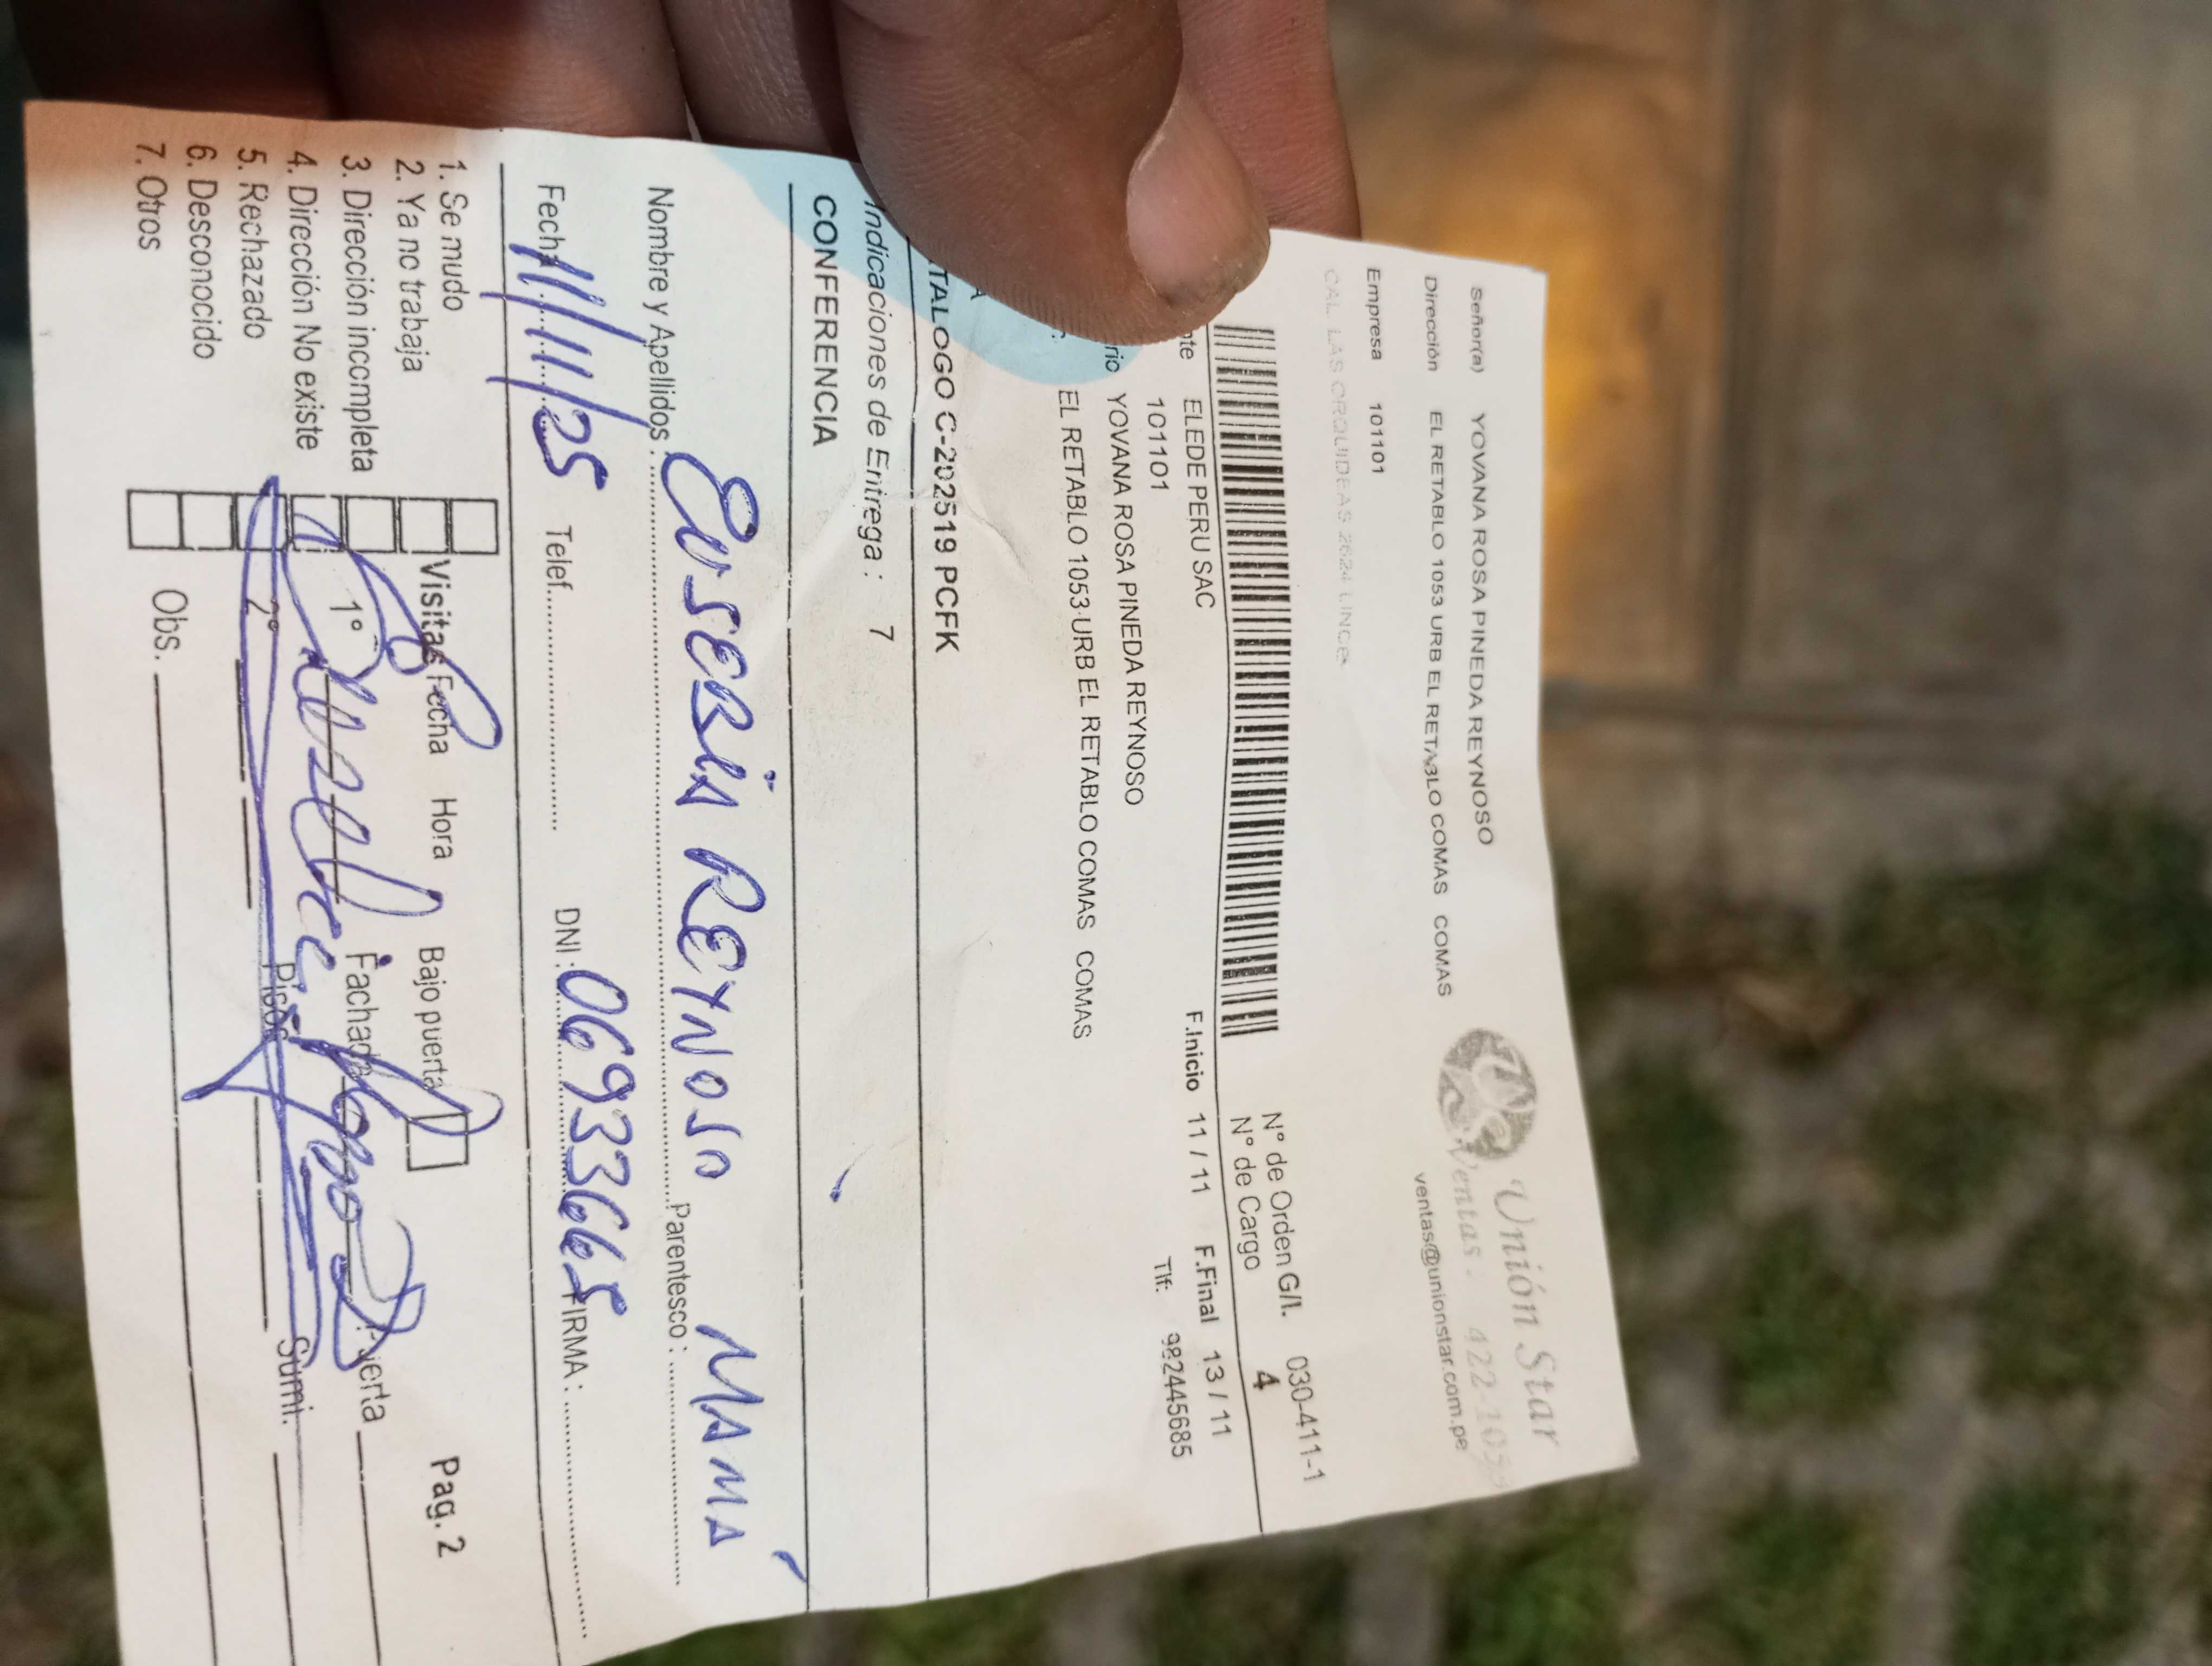 Unión Star
Señor(a) YOVANA ROSA PINEDA REYNOSO
Ventas: 422-105
Dirección EL RETABLO 1053 URB EL RETABLO COMAS COMAS
ventas@unionstar.com.pe
Empresa 101101
CAL. LAS ORQUIDEAS 2624 LINCE
N° de Orden G/I. 030-411-1
N° de Cargo 4
nte ELEDE PERU SAC F.Inicio 11 / 11 F.Final 13 / 11
101101 Tlf: 982445685
rio YOVANA ROSA PINEDA REYNOSO
EL RETABLO 1053 URB EL RETABLO COMAS COMAS
TALOGO C-202519 PCFK
Indicaciones de Entrega : 7
CONFERENCIA
Nombre y Apellidos : EUSEBIA REYNOSO Parentesco : MAMÁ
Fecha 11/11/25 Telef. DNI : 06933665 FIRMA :
1. Se mudo Visitas Fecha Hora Bajo puerta Pag. 2
2. Ya no trabaja
3. Dirección incompleta 1° Fachada Puerta
4. Dirección No existe
5. Rechazado 2° Pisos Sumi.
6. Desconocido
7. Otros Obs.